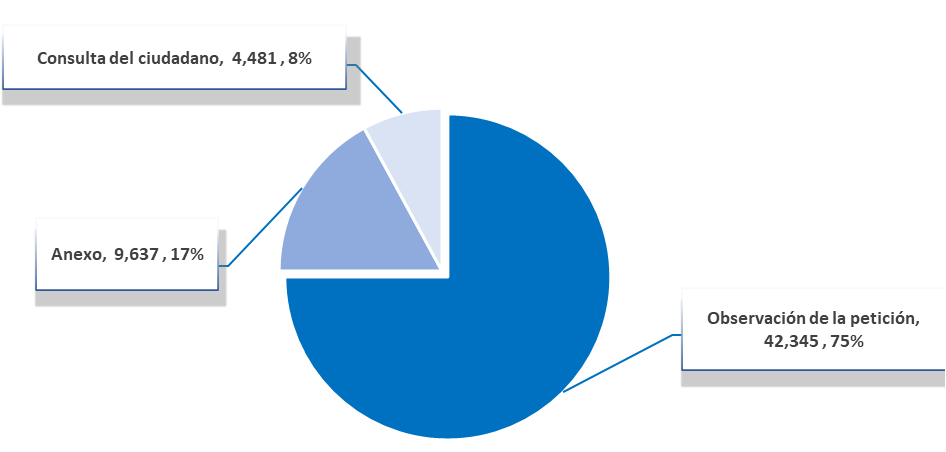 Consulta del ciudadano, 4,481 , 8%
Anexo, 9,637 , 17%
Observación de la petición,
42,345 , 75%